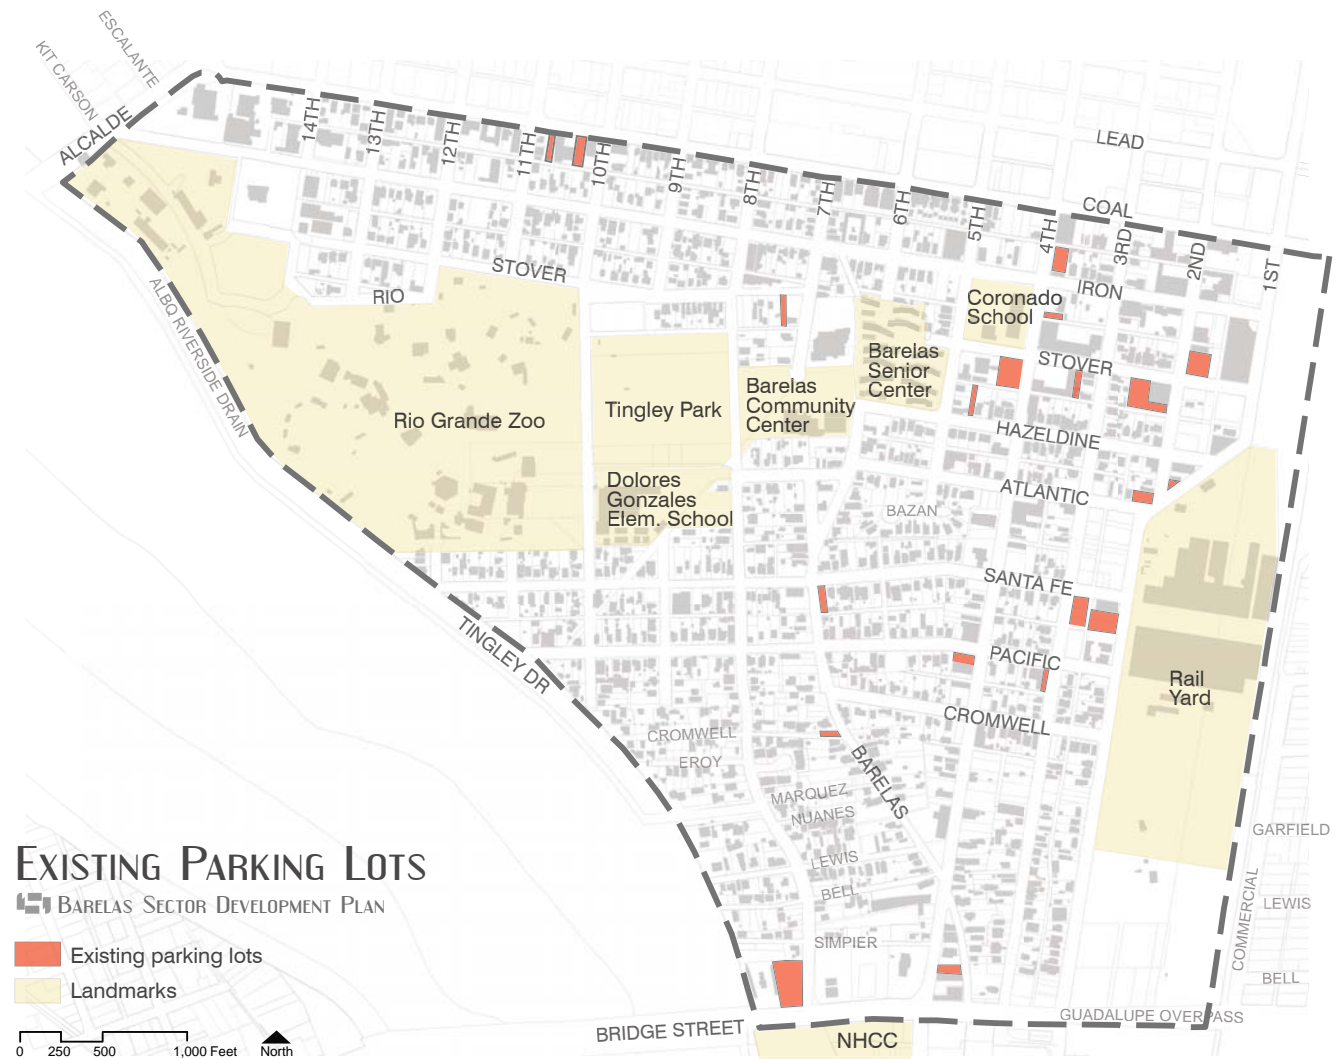 ESCALANTE
KIT CARSON
ALCALDE
14TH
13TH
12TH
11TH
10TH
9TH
8TH
7TH
6TH
5TH
4TH
3RD
2ND
1ST
LEAD
COAL
IRON
STOVER
RIO
ALBQ RIVERSIDE DRAIN
Coronado
School
STOVER
Barelas
Senior
Center
Barelas
Community
Center
Tingley Park
Rio Grande Zoo
HAZELDINE
Dolores
Gonzales
Elem. School
ATLANTIC
BAZAN
SANTA FE
TINGLEY DR
PACIFIC
Rail
Yard
CROMWELL
CROMWELL
EROY
BARELAS
MARQUEZ
NUANES
LEWIS
BELL
SIMPIER
GARFIELD
COMMERCIAL
LEWIS
BELL
GUADALUPE OVERPASS
BRIDGE STREET
NHCC
EXISTING PARKING LOTS
BARELAS SECTOR DEVELOPMENT PLAN
Existing parking lots
Landmarks
0 250 500 1,000 Feet North